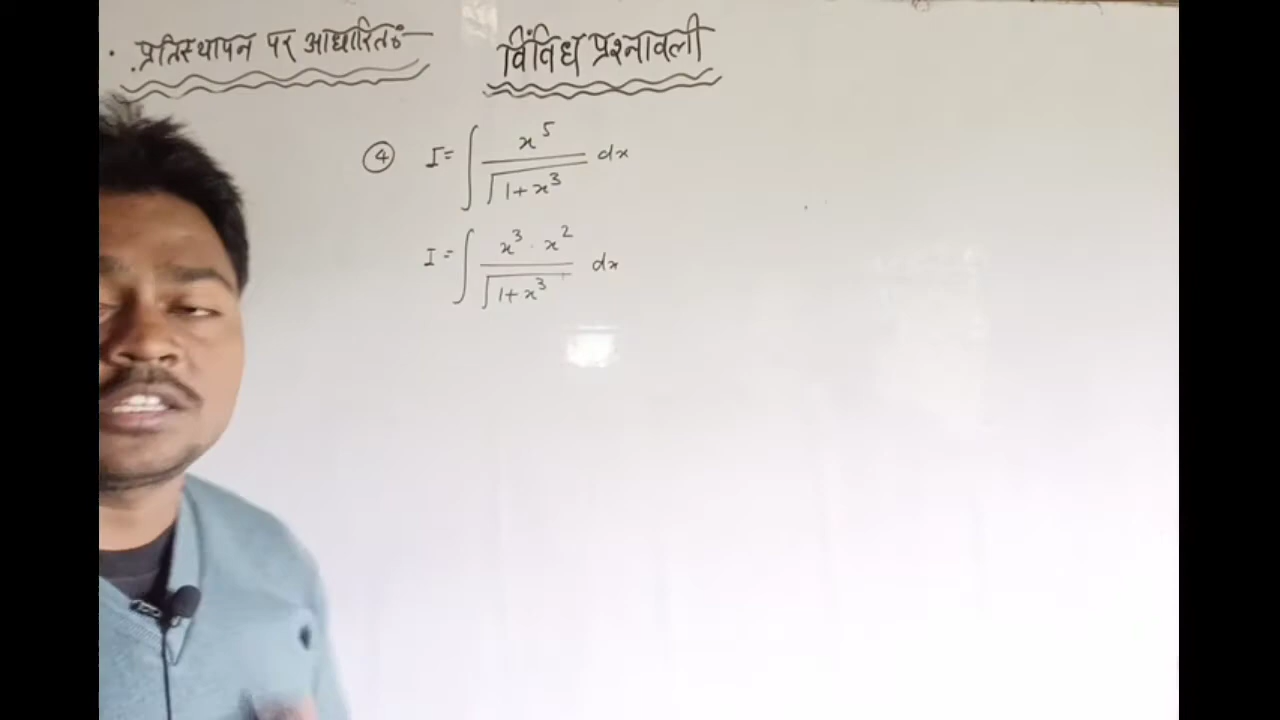 · प्रतिस्थापन पर आधारितः— विंविध प्रश्नावली
④ I = ∫ x⁵ / √(1+x³) dx
I = ∫ x³ · x² / √(1+x³) dx